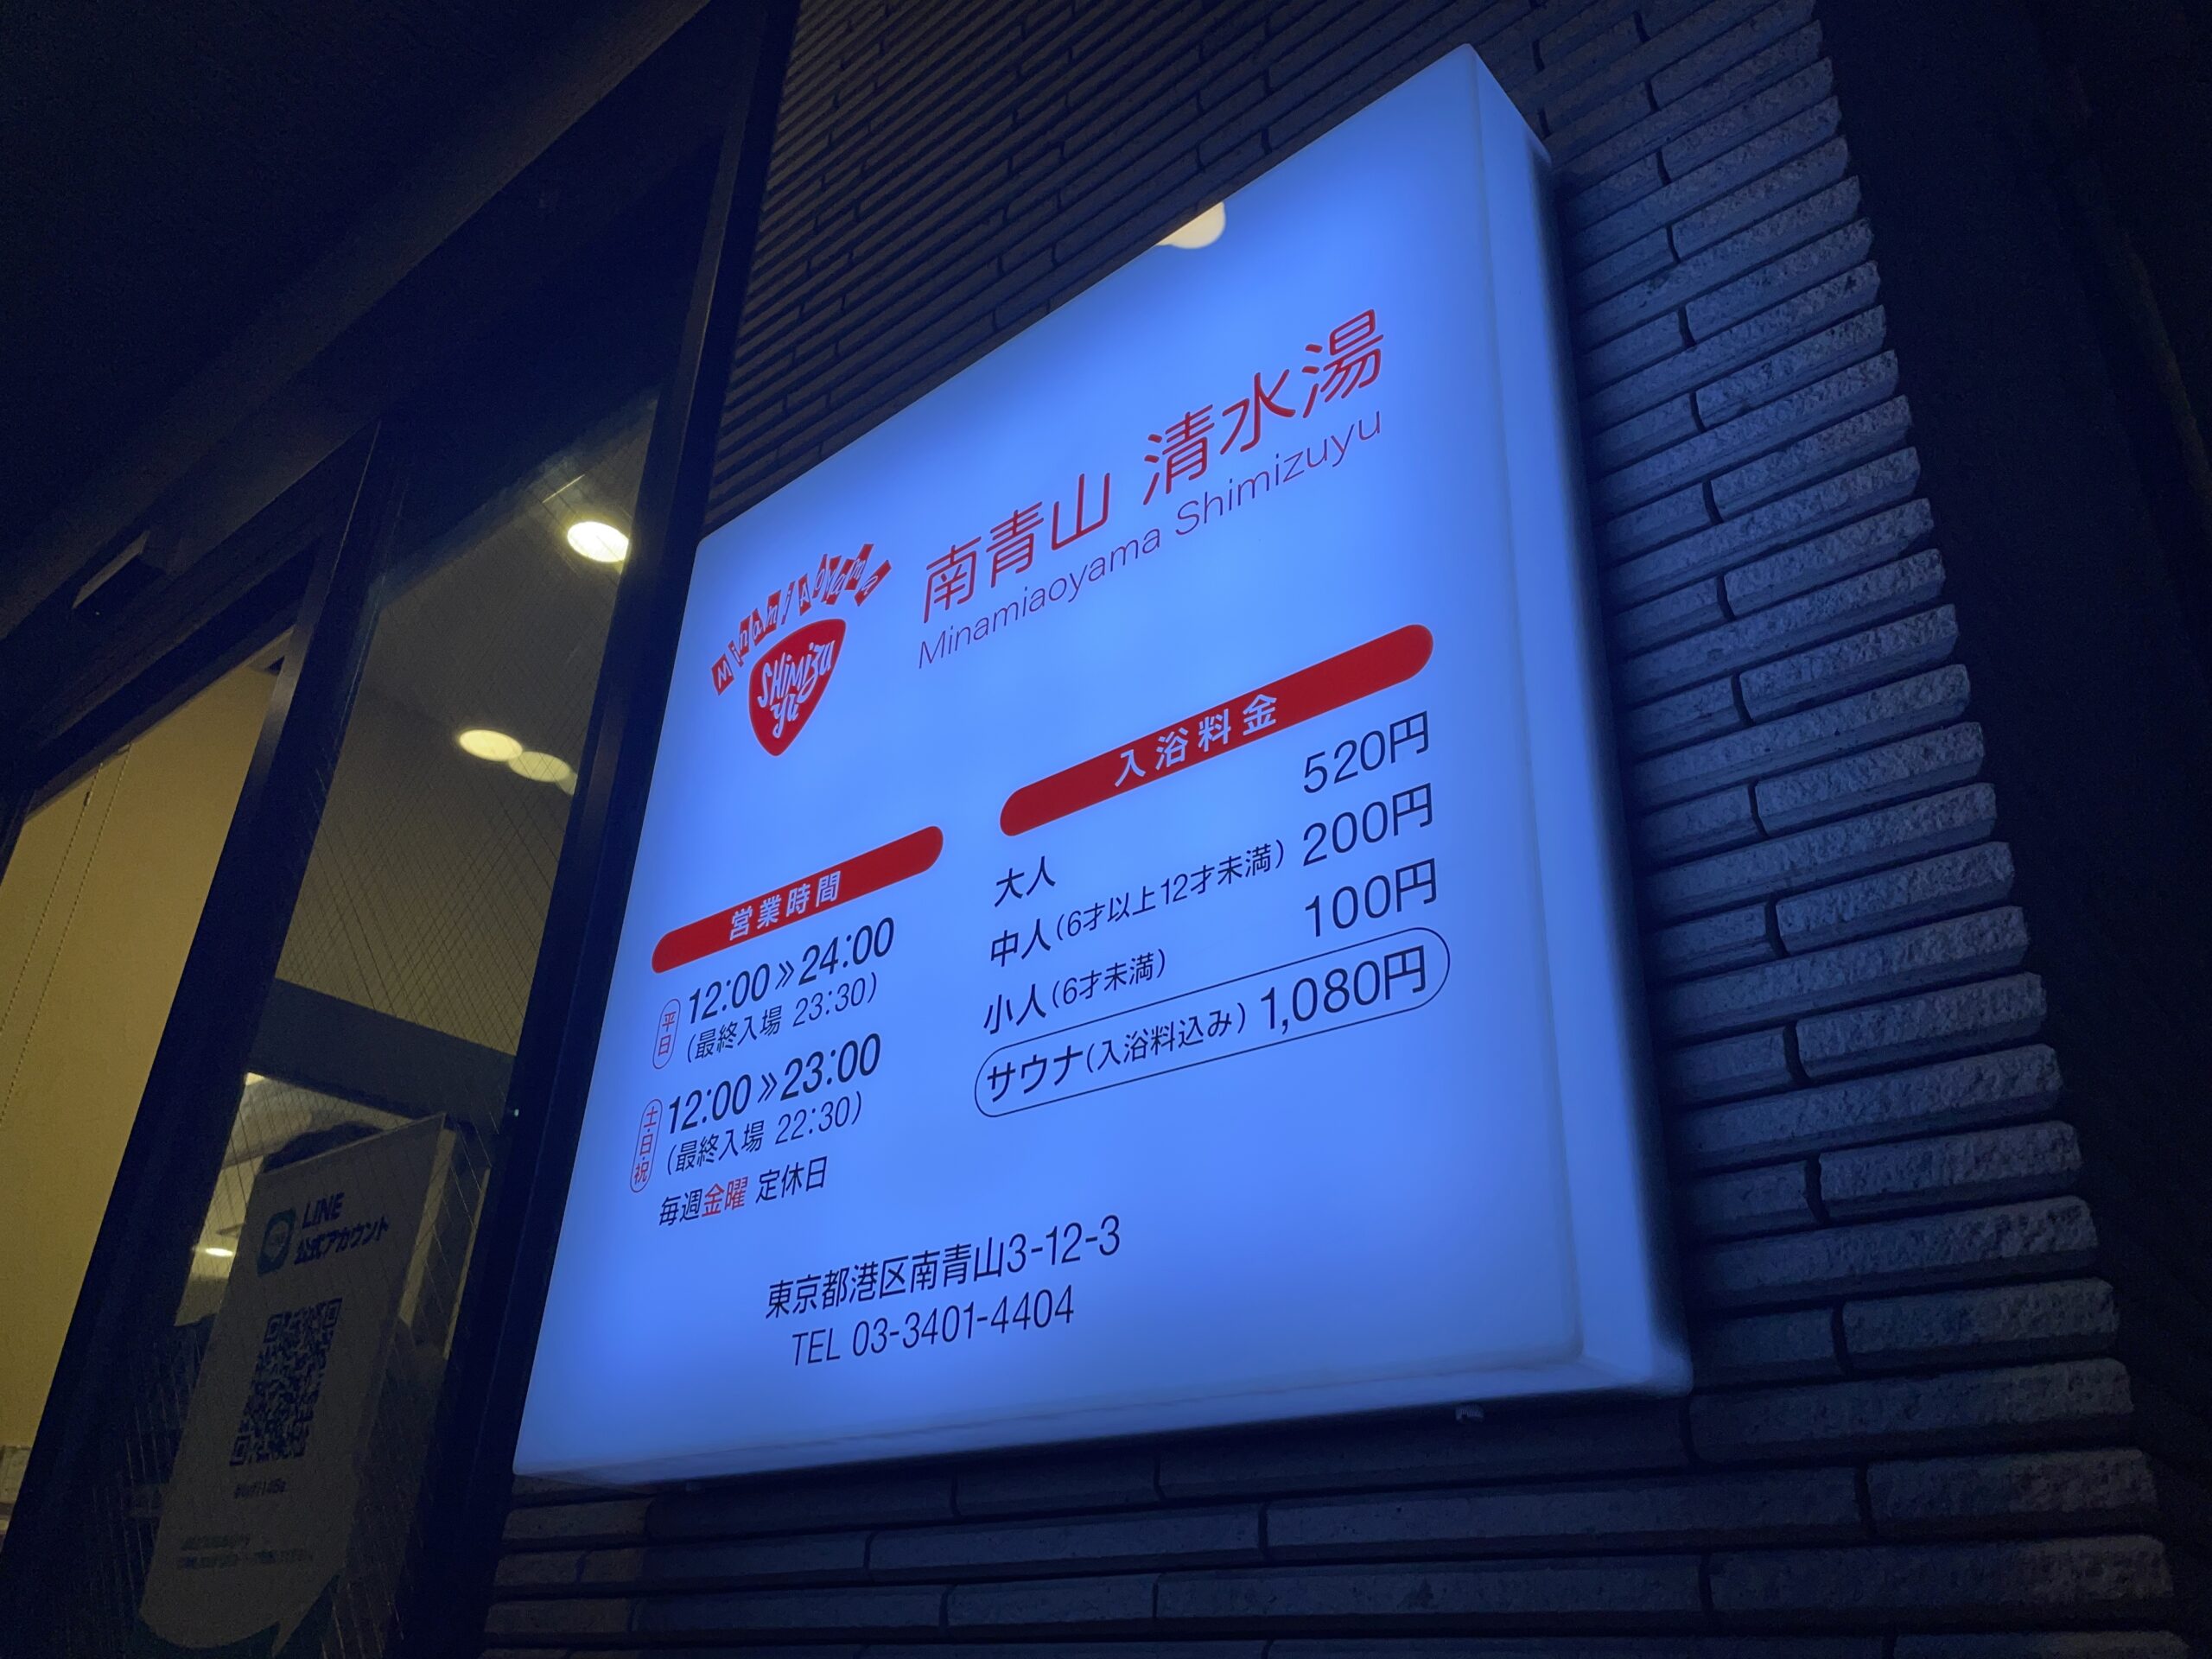 南青山 清水湯
Minamiaoyama Shimizuyu
Minami Aoyama
SHiMizu
yu
営業時間
平日 12:00»24:00
(最終入場 23:30)
土・日・祝 12:00»23:00
(最終入場 22:30)
毎週金曜 定休日
入浴料金
大人 520円
中人(6才以上12才未満) 200円
小人(6才未満) 100円
サウナ(入浴料込み) 1,080円
東京都港区南青山3-12-3
TEL 03-3401-4404
LINE
公式アカウント